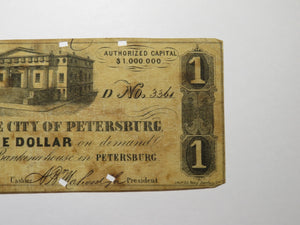 AUTHORIZED CAPITAL
$1.000.000
1
D No. 3361
E CITY OF PETERSBURG,
E DOLLAR on demand
Banking house in PETERSBURG
1
Cashr. President